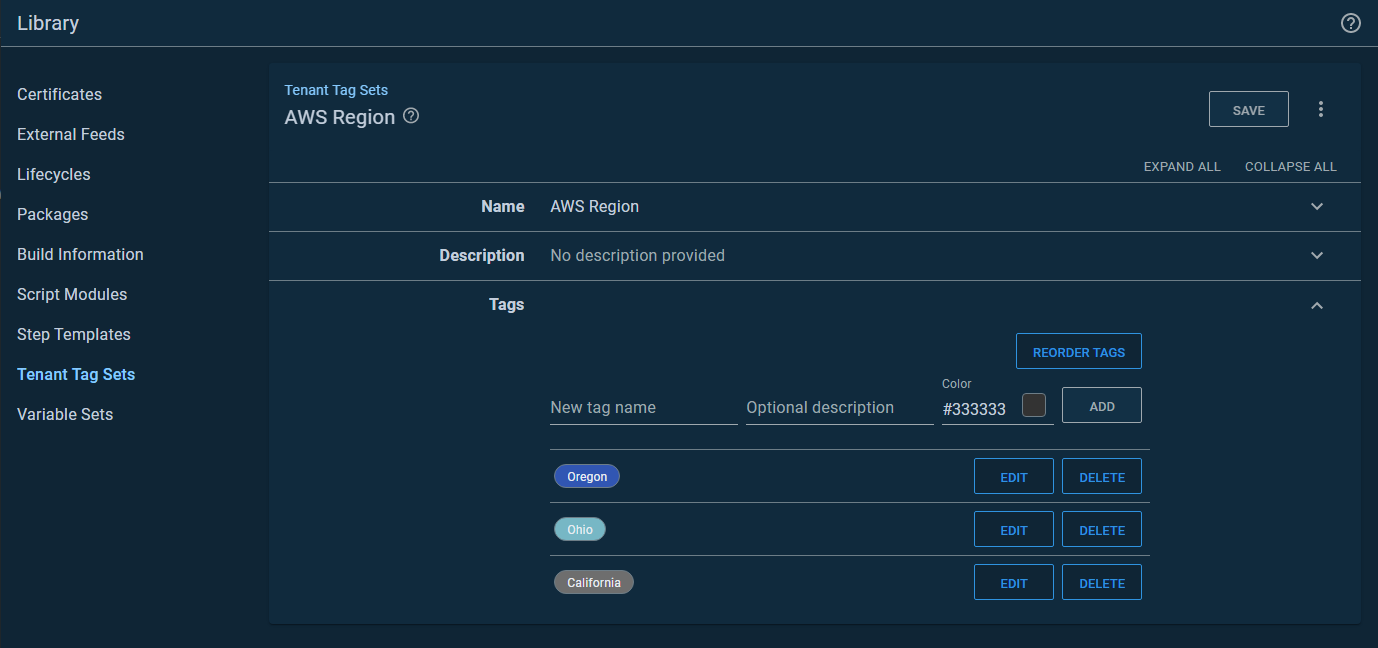 Library
Certificates
External Feeds
Lifecycles
Packages
Build Information
Script Modules
Step Templates
Tenant Tag Sets
Variable Sets
Tenant Tag Sets
AWS Region
SAVE
EXPAND ALL COLLAPSE ALL
Name AWS Region
Description No description provided
Tags
REORDER TAGS
Color
New tag name Optional description #333333 ADD
Oregon EDIT DELETE
Ohio EDIT DELETE
California EDIT DELETE